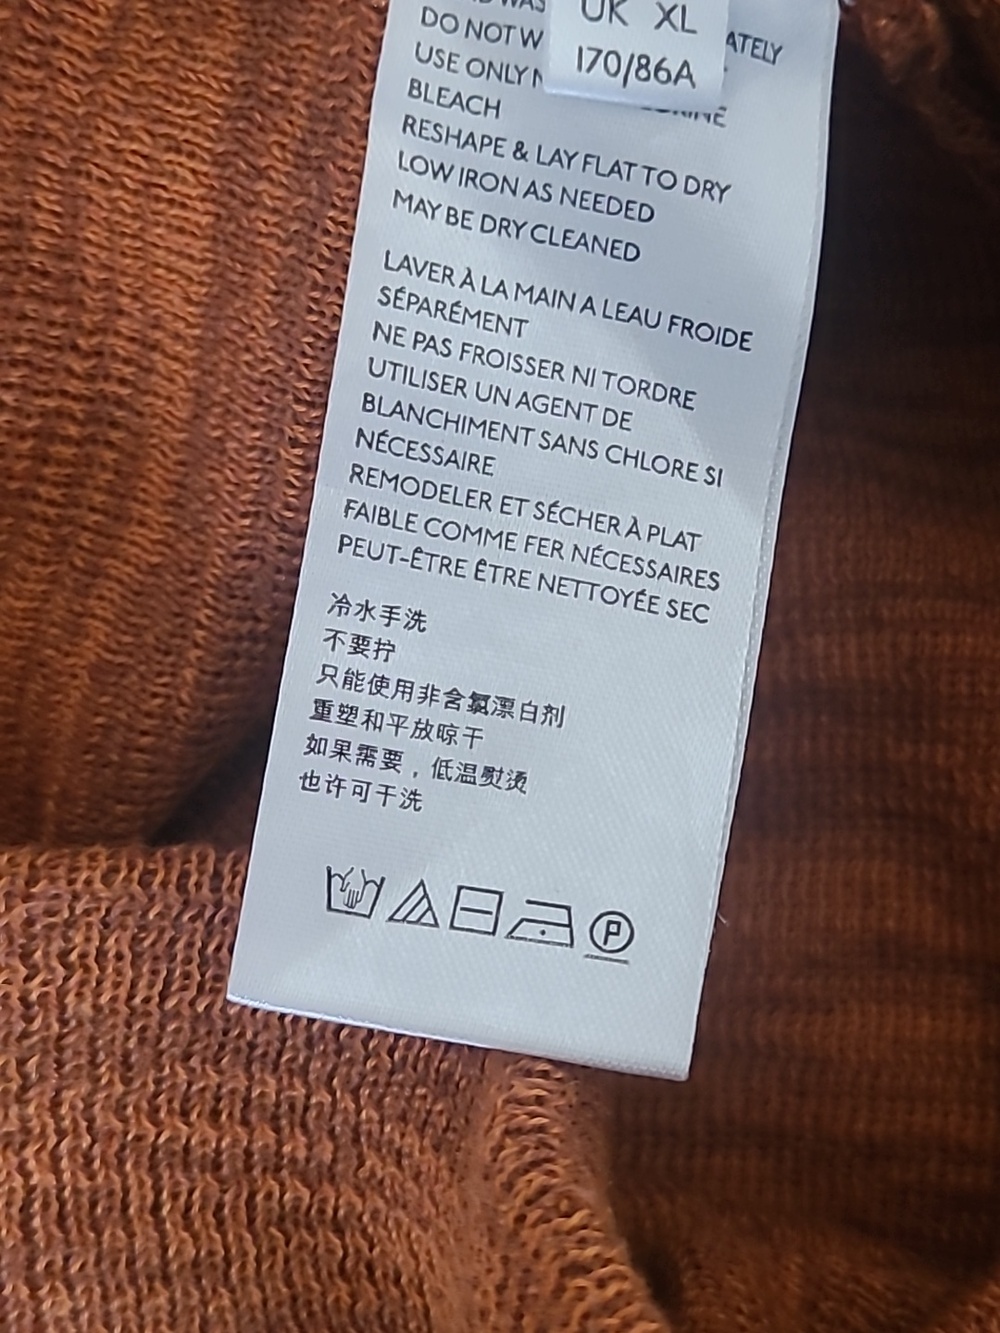 UK XL
170/86A
DO NOT W ATELY
USE ONLY N
BLEACH
RESHAPE & LAY FLAT TO DRY
LOW IRON AS NEEDED
MAY BE DRY CLEANED
LAVER À LA MAIN A LEAU FROIDE
SÉPARÉMENT
NE PAS FROISSER NI TORDRE
UTILISER UN AGENT DE
BLANCHIMENT SANS CHLORE SI
NÉCESSAIRE
REMODELER ET SÉCHER À PLAT
FAIBLE COMME FER NÉCESSAIRES
PEUT-ÊTRE ÊTRE NETTOYÉE SEC
冷水手洗
不要拧
只能使用非含氯漂白剂
重塑和平放晾干
如果需要，低温熨烫
也许可干洗
P